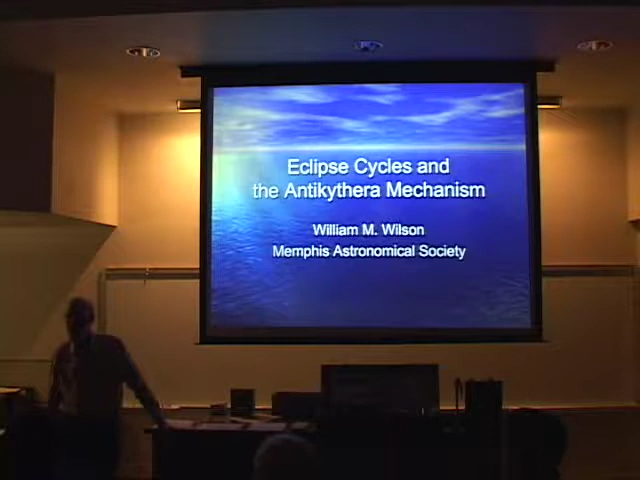 Eclipse Cycles and
the Antikythera Mechanism
William M. Wilson
Memphis Astronomical Society